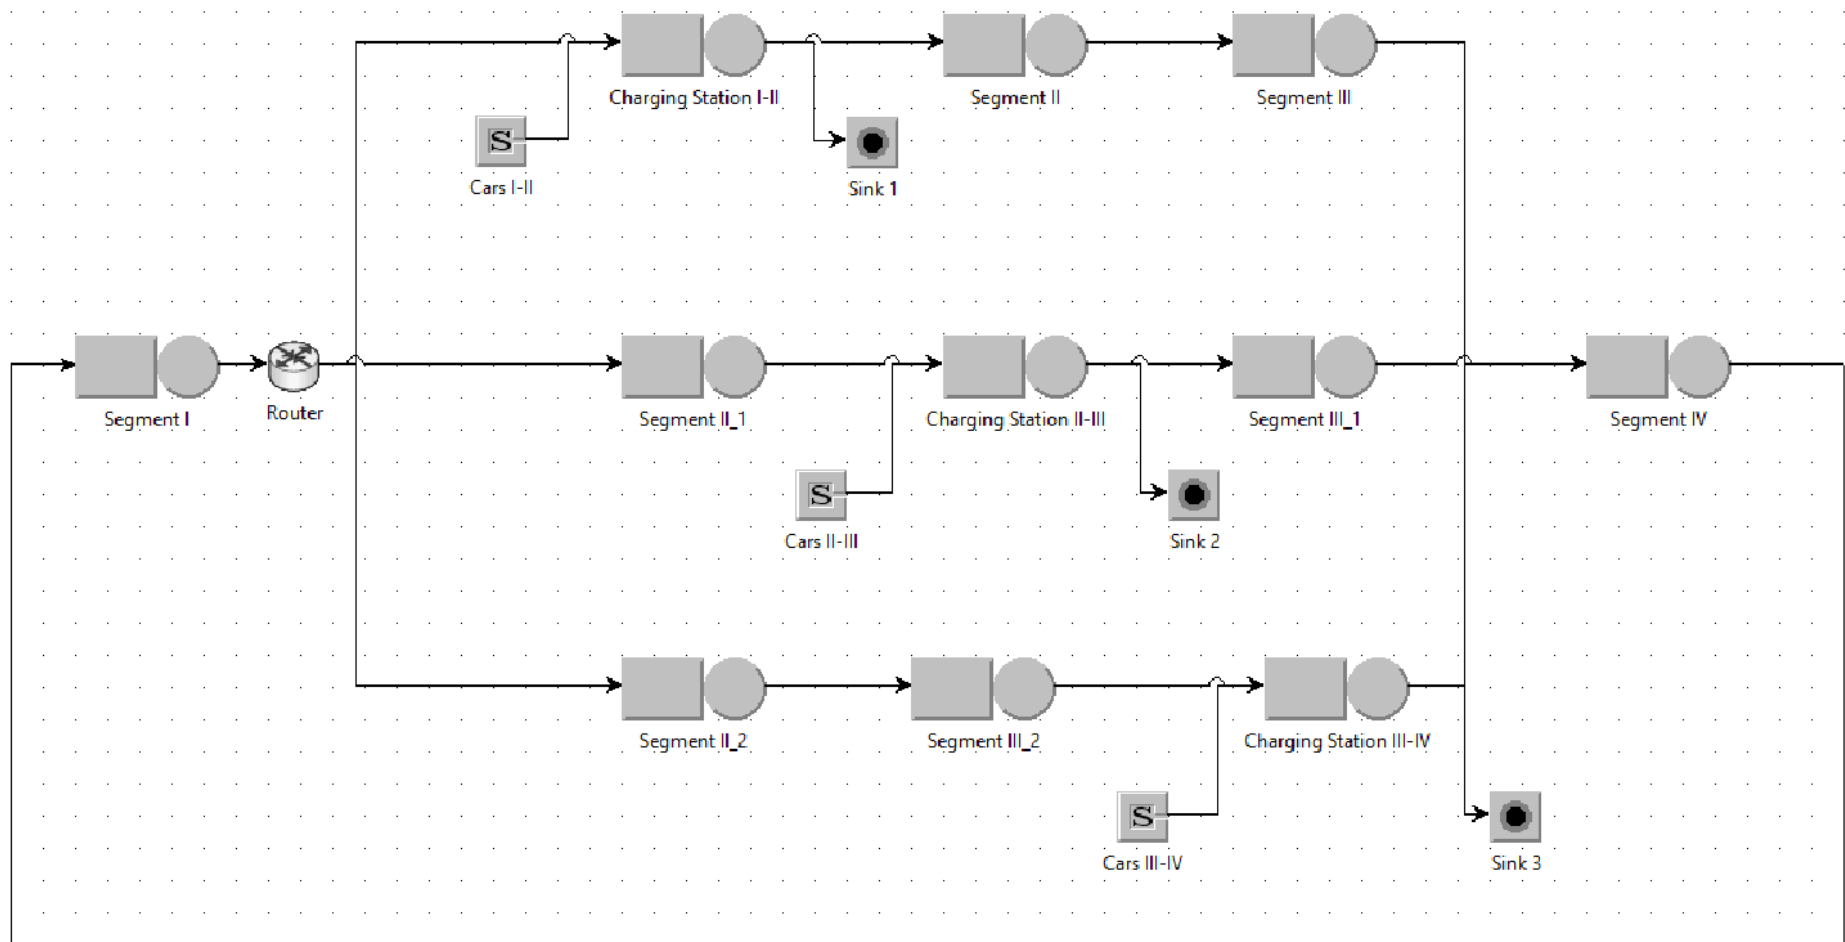 Charging Station I-II
Segment II
Segment III
S
Cars I-II
Sink 1
Segment I
Router
Segment II_1
Charging Station II-III
Segment III_1
Segment IV
S
Cars II-III
Sink 2
Segment II_2
Segment III_2
Charging Station III-IV
S
Cars III-IV
Sink 3